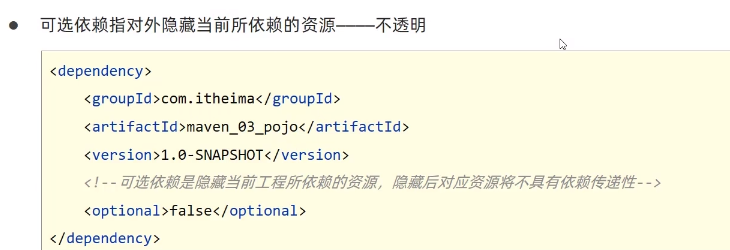 ● 可选依赖指对外隐藏当前所依赖的资源————不透明
<dependency>
    <groupId>com.itheima</groupId>
    <artifactId>maven_03_pojo</artifactId>
    <version>1.0-SNAPSHOT</version>
    <!--可选依赖是隐藏当前工程所依赖的资源，隐藏后对应资源将不具有依赖传递性-->
    <optional>false</optional>
</dependency>